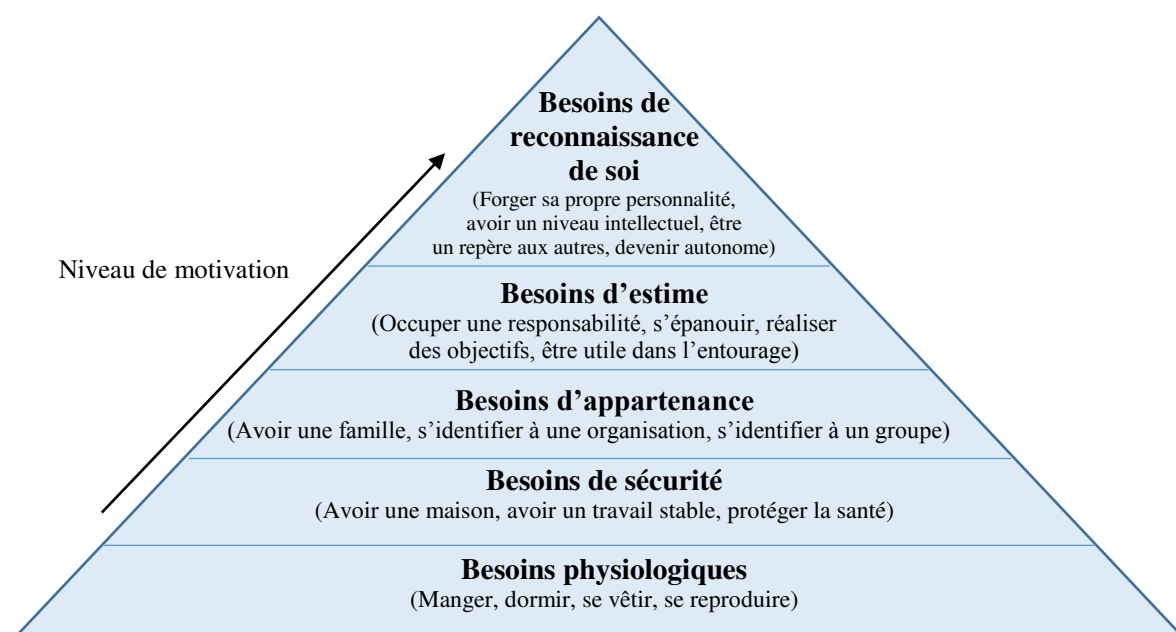 Besoins de
reconnaissance
de soi
(Forger sa propre personnalité,
avoir un niveau intellectuel, être
un repère aux autres, devenir autonome)
Niveau de motivation
Besoins d’estime
(Occuper une responsabilité, s’épanouir, réaliser
des objectifs, être utile dans l’entourage)
Besoins d’appartenance
(Avoir une famille, s’identifier à une organisation, s’identifier à un groupe)
Besoins de sécurité
(Avoir une maison, avoir un travail stable, protéger la santé)
Besoins physiologiques
(Manger, dormir, se vêtir, se reproduire)